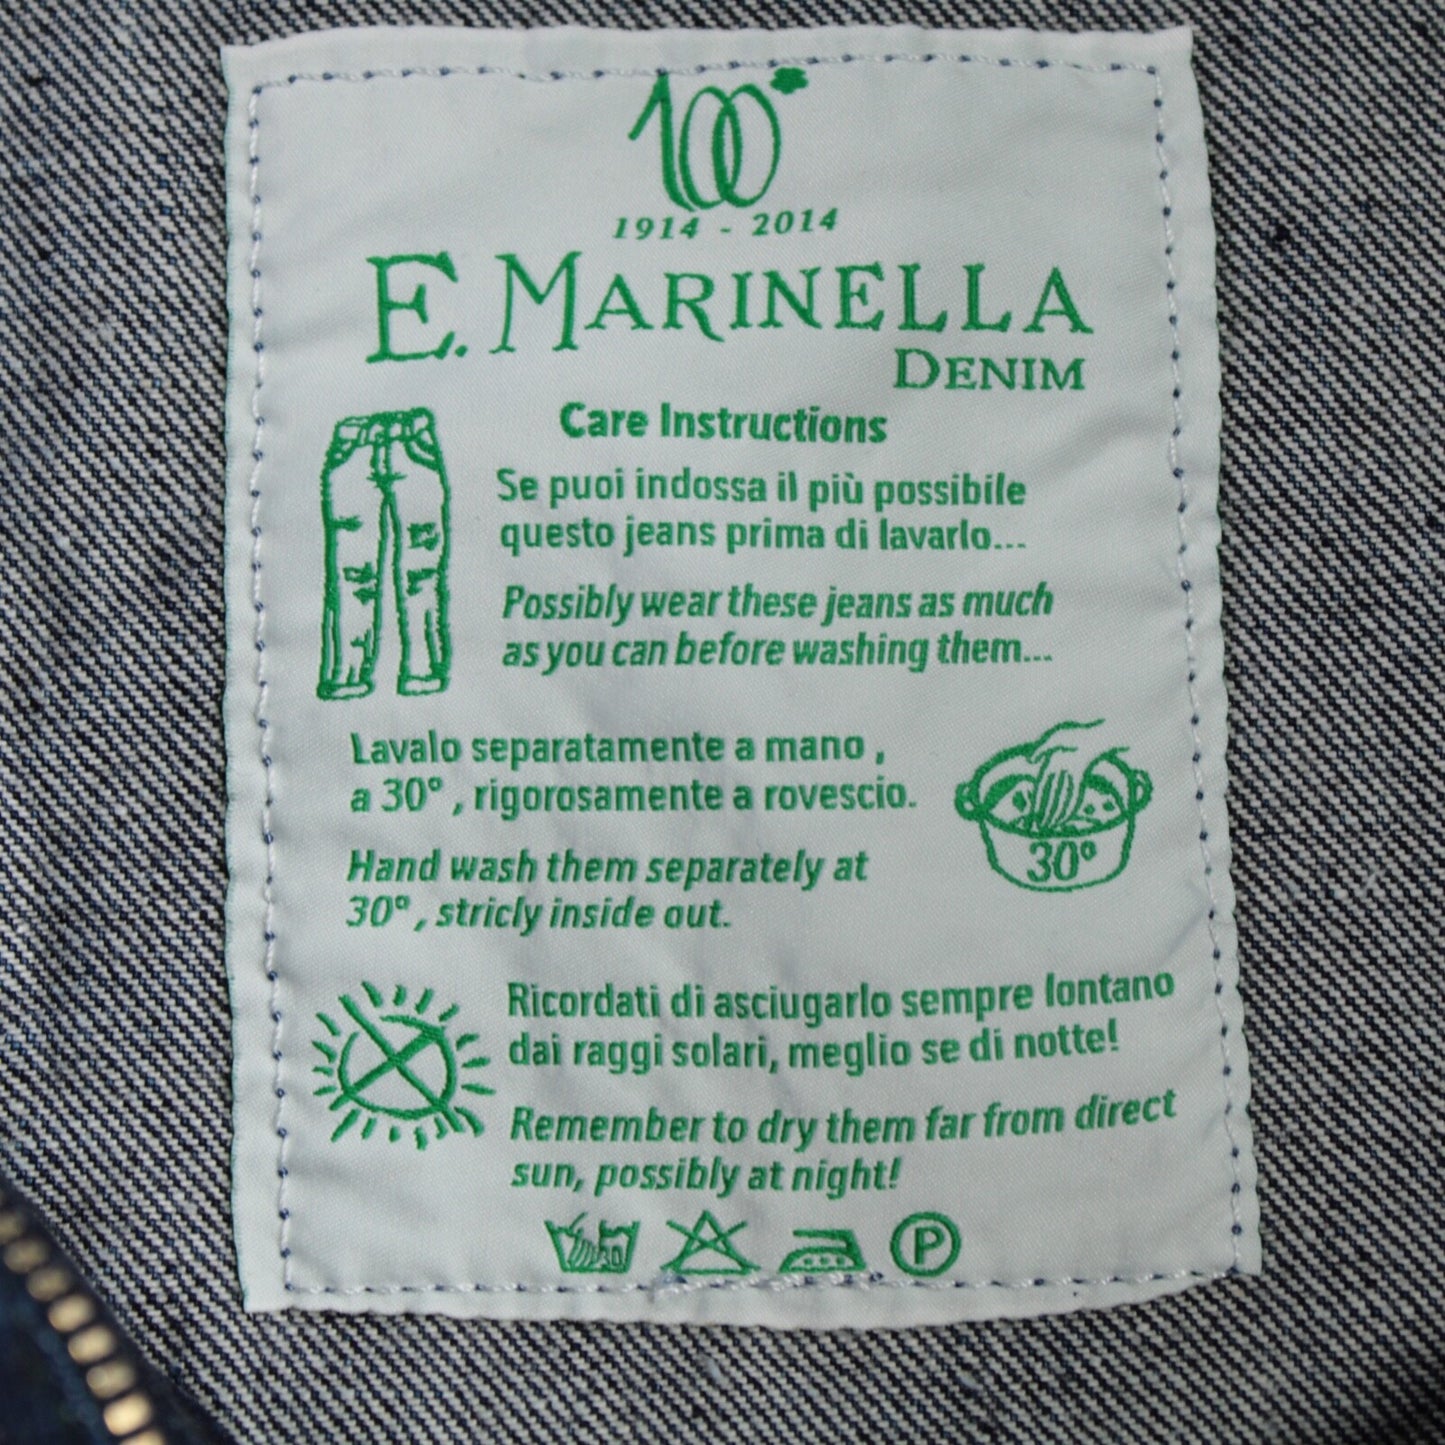 100
1914 - 2014
E. MARINELLA
DENIM
Care Instructions
Se puoi indossa il più possibile
questo jeans prima di lavarlo...
Possibly wear these jeans as much
as you can before washing them...
Lavalo separatamente a mano ,
a 30° , rigorosamente a rovescio.
30°
Hand wash them separately at
30° , stricly inside out.
Ricordati di asciugarlo sempre lontano
dai raggi solari, meglio se di notte!
Remember to dry them far from direct
sun, possibly at night!
30
P